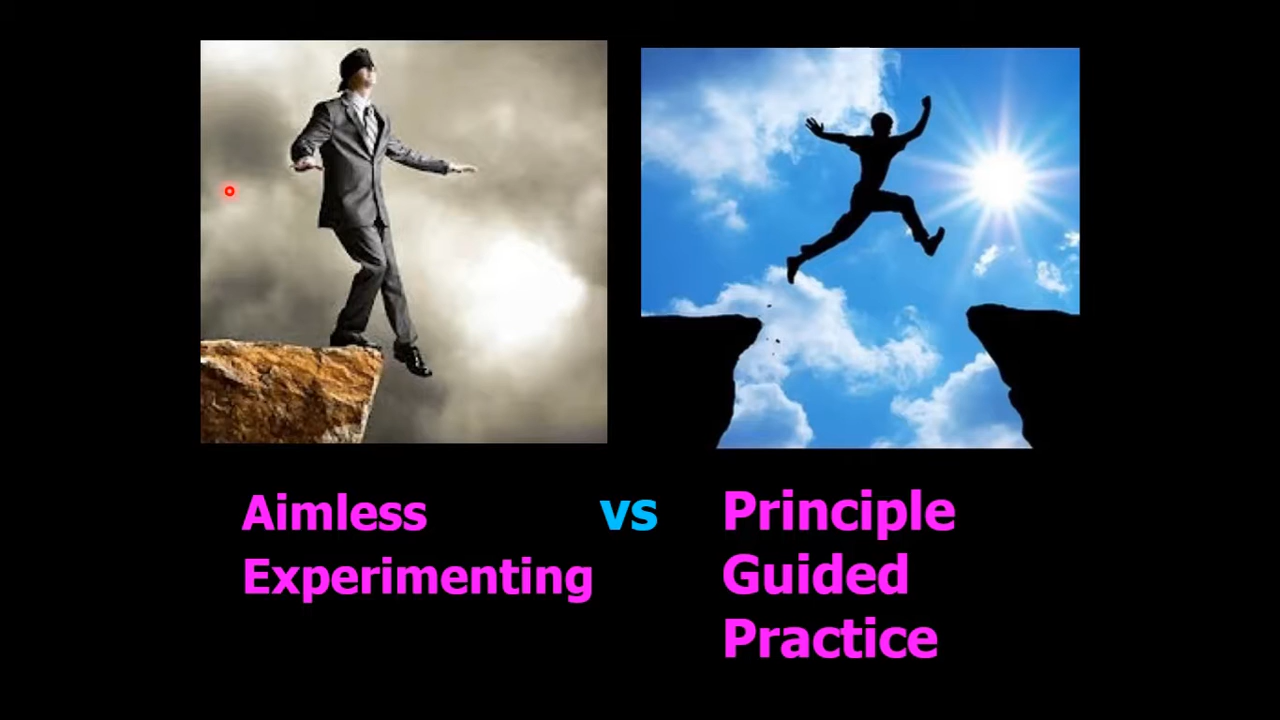 Aimless
Experimenting
vs
Principle
Guided
Practice